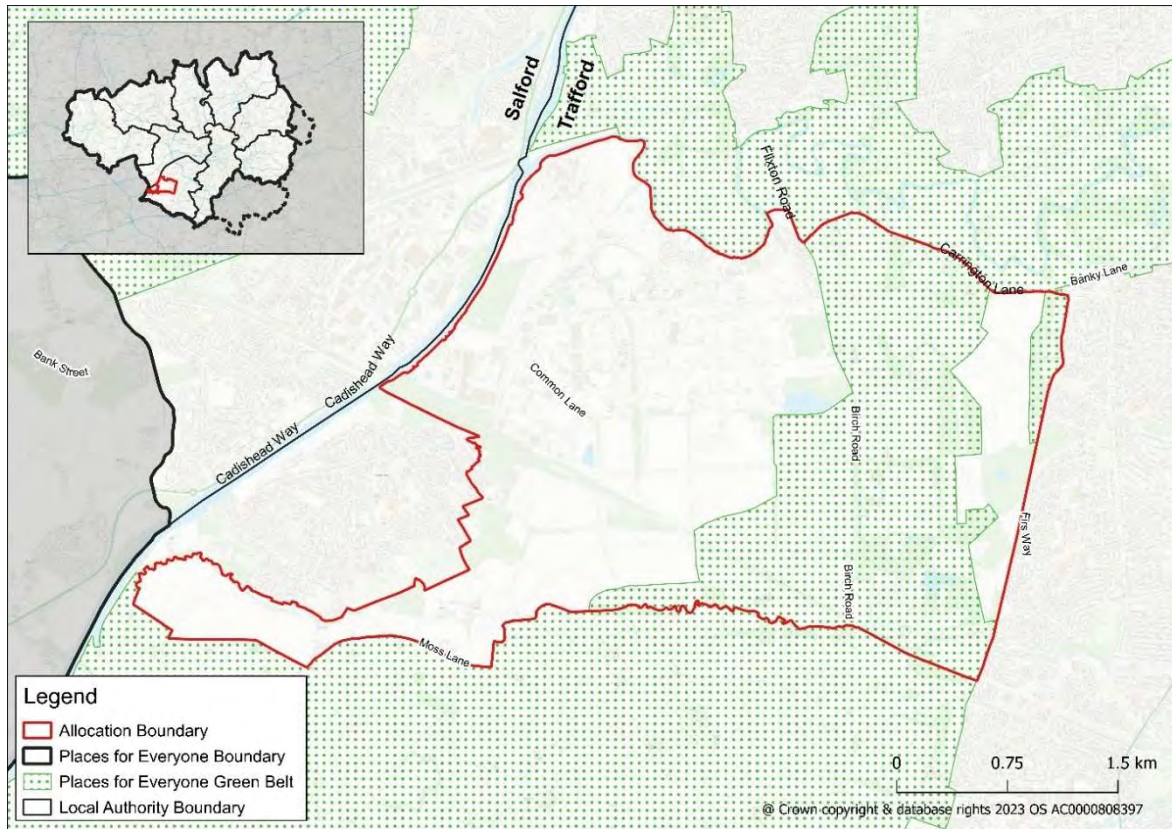 Salford
Trafford
Flixton Road
Carrington Lane
Banky Lane
Bank Street
Cadishead Way
Common Lane
Cadishead Way
Birch Road
Firs Way
Birch Road
Moss Lane
Legend
Allocation Boundary
Places for Everyone Boundary
Places for Everyone Green Belt
Local Authority Boundary
0 0.75 1.5 km
@ Crown copyright & database rights 2023 OS AC0000808397